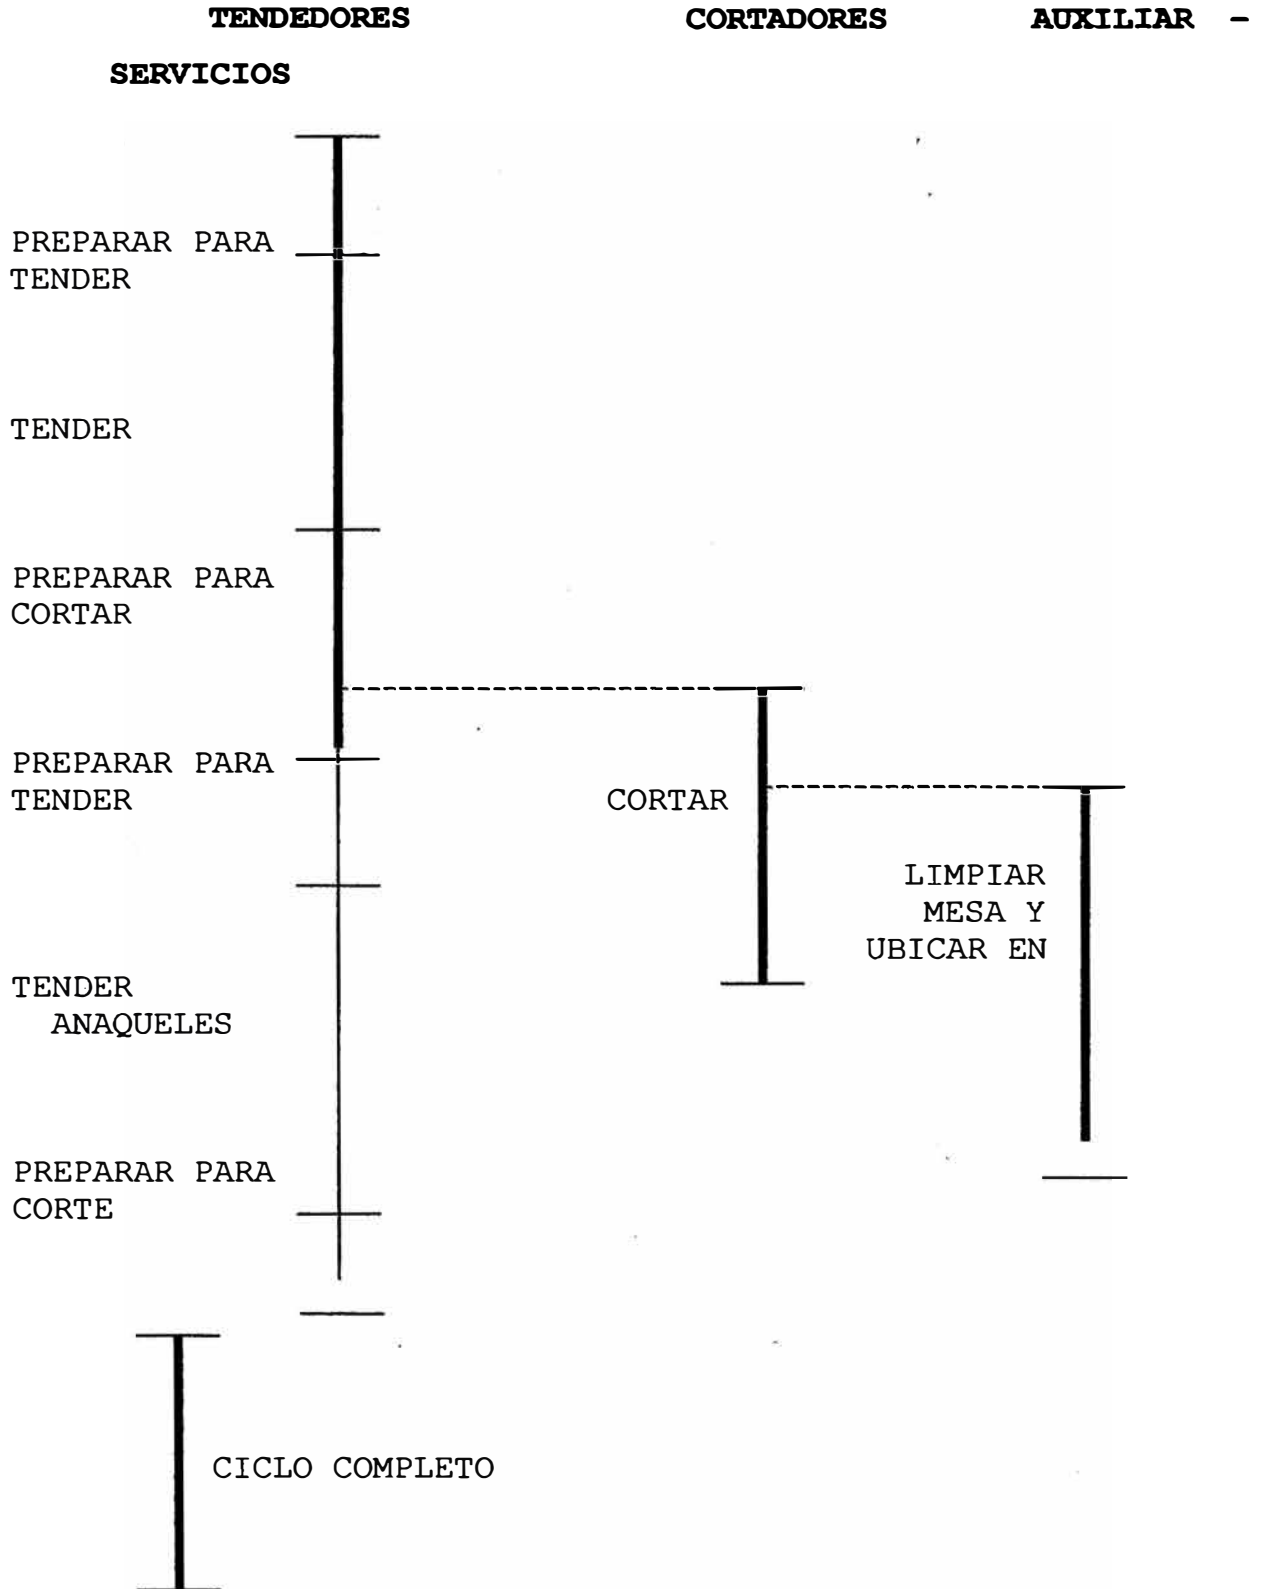 TENDEDORES CORTADORES AUXILIAR -
SERVICIOS
PREPARAR PARA
TENDER
TENDER
PREPARAR PARA
CORTAR
PREPARAR PARA
TENDER
CORTAR
LIMPIAR
MESA Y
UBICAR EN
TENDER
ANAQUELES
PREPARAR PARA
CORTE
CICLO COMPLETO